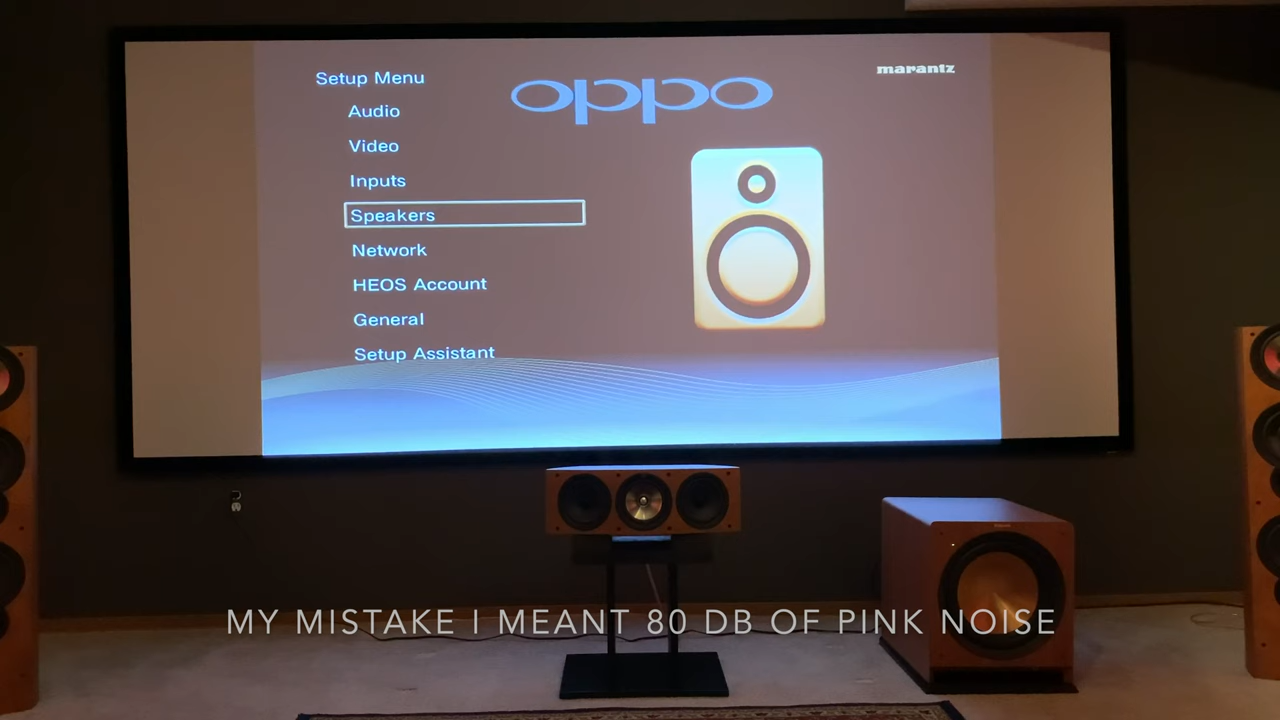 Setup Menu
oppo
marantz
Audio
Video
Inputs
Speakers
Network
HEOS Account
General
Setup Assistant
MY MISTAKE I MEANT 80 DB OF PINK NOISE